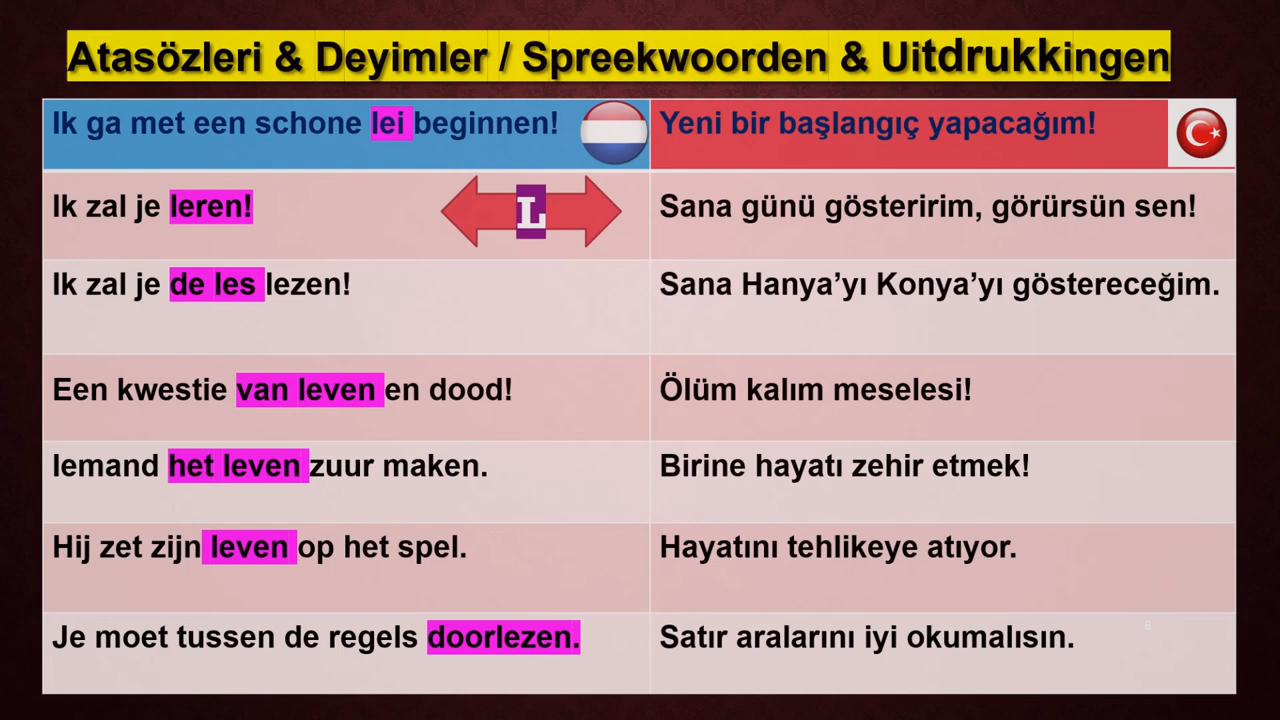 Atasözleri & Deyimler / Spreekwoorden & Uitdrukkingen
Ik ga met een schone lei beginnen!
Yeni bir başlangıç yapacağım!
Ik zal je leren!
L
Sana günü gösteririm, görürsün sen!
Ik zal je de les lezen!
Sana Hanya’yı Konya’yı göstereceğim.
Een kwestie van leven en dood!
Ölüm kalım meselesi!
Iemand het leven zuur maken.
Birine hayatı zehir etmek!
Hij zet zijn leven op het spel.
Hayatını tehlikeye atıyor.
Je moet tussen de regels doorlezen.
Satır aralarını iyi okumalısın.
8